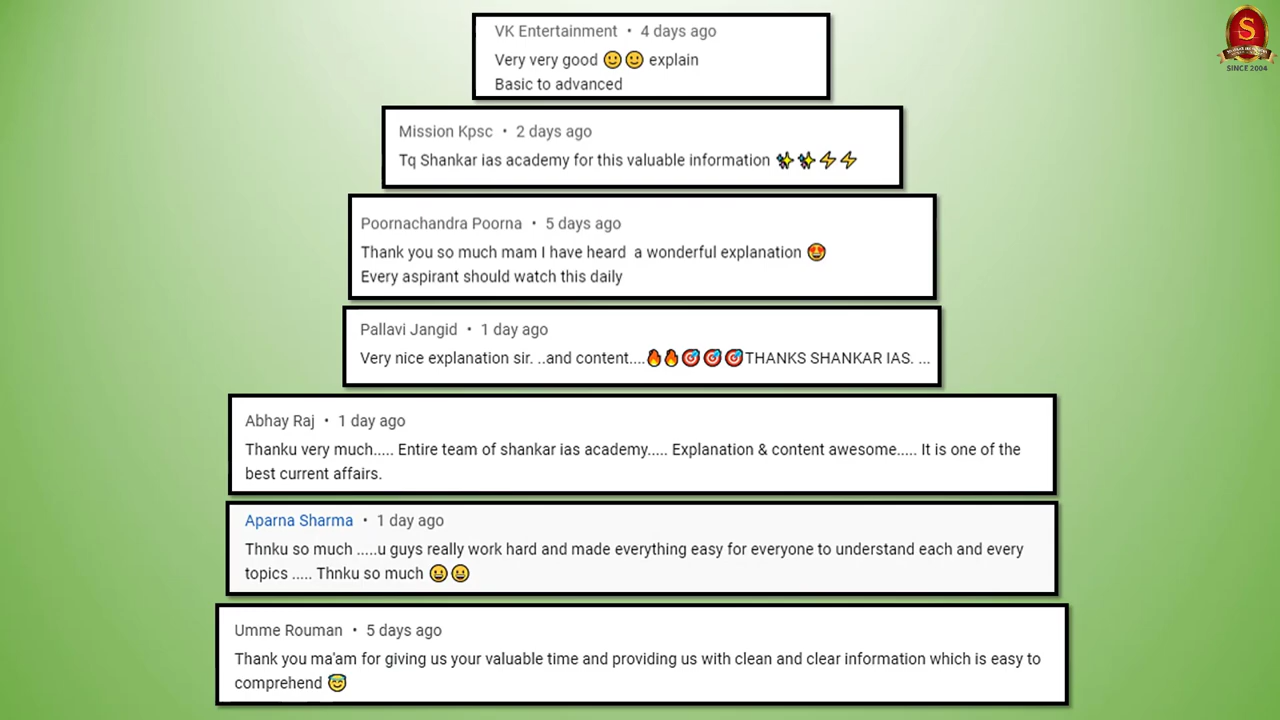 VK Entertainment • 4 days ago
Very very good 🙂🙂 explain
Basic to advanced
Mission Kpsc • 2 days ago
Tq Shankar ias academy for this valuable information ✨✨⚡⚡
Poornachandra Poorna • 5 days ago
Thank you so much mam I have heard a wonderful explanation 🤩
Every aspirant should watch this daily
Pallavi Jangid • 1 day ago
Very nice explanation sir. ..and content....🔥🔥🎯🎯🎯THANKS SHANKAR IAS. ...
Abhay Raj • 1 day ago
Thanku very much..... Entire team of shankar ias academy..... Explanation & content awesome..... It is one of the
best current affairs.
Aparna Sharma • 1 day ago
Thnku so much .....u guys really work hard and made everything easy for everyone to understand each and every
topics ..... Thnku so much 😀😀
Umme Rouman • 5 days ago
Thank you ma'am for giving us your valuable time and providing us with clean and clear information which is easy to
comprehend 😇
S
SINCE 2004